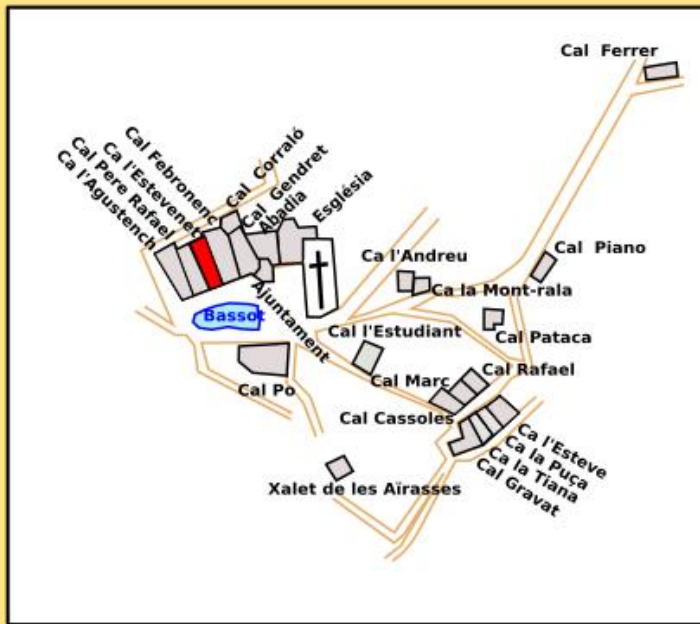 Cal Ferrer
Cal Corraló
Cal Febronenc
Cal Gendret
Ca l'Estevenet
Abadia
Església
Cal Pere Rafael
Ca l'Agustench
Cal Piano
Ca l'Andreu
Ca la Mont-rala
Bassot
Ajuntament
Cal l'Estudiant
Cal Pataca
Cal Rafael
Cal Marc
Cal Po
Cal Cassoles
Ca l'Esteve
Ca la Puça
Ca la Tiana
Cal Gravat
Xalet de les Aïrasses